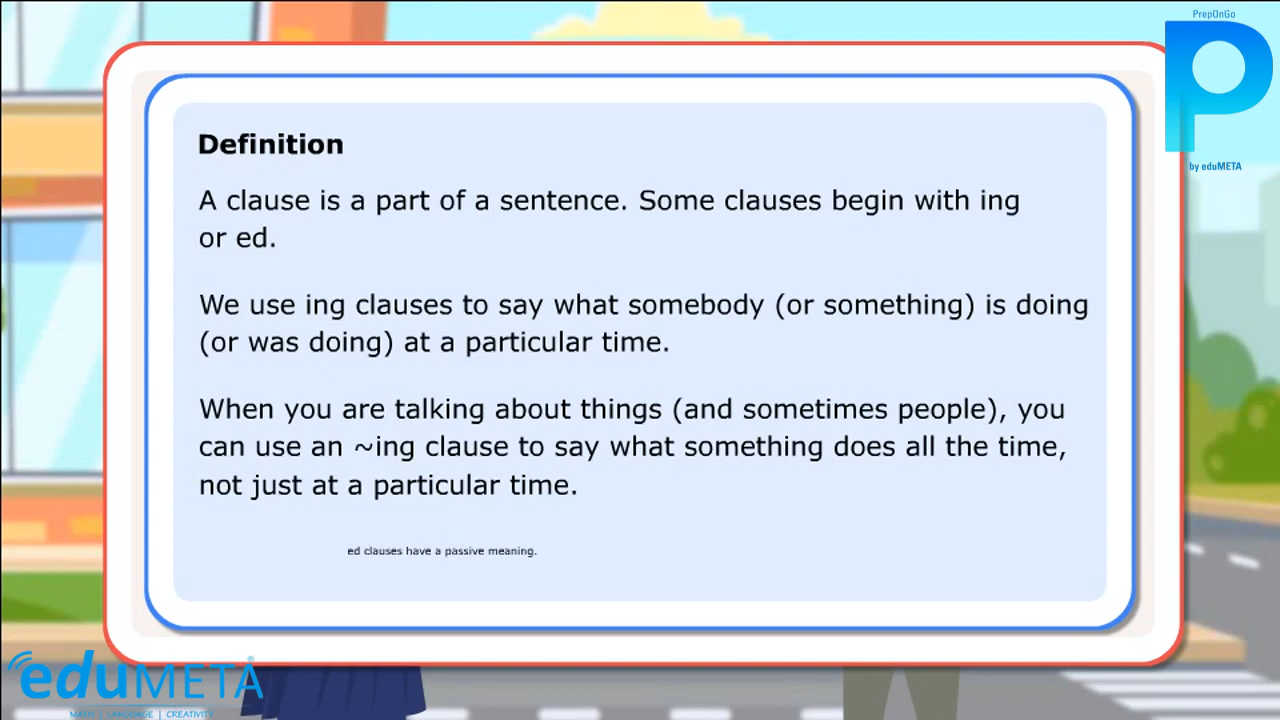 PrepOnGo
P
by eduMETA
Definition
A clause is a part of a sentence. Some clauses begin with ing
or ed.
We use ing clauses to say what somebody (or something) is doing
(or was doing) at a particular time.
When you are talking about things (and sometimes people), you
can use an ~ing clause to say what something does all the time,
not just at a particular time.
ed clauses have a passive meaning.
eduMETA®
MATH | LANGUAGE | CREATIVITY